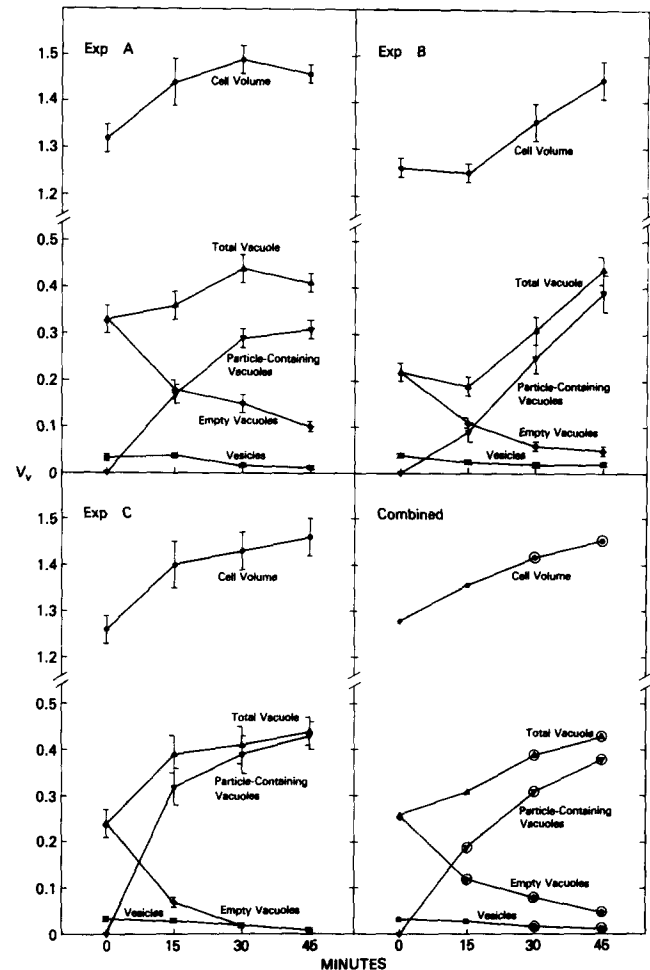 Exp A
1.5
1.4
1.3
1.2
Cell Volume
0.5
0.4
0.3
0.2
0.1
0
Total Vacuole
Particle-Containing
Vacuoles
Empty Vacuoles
Vesicles
Vv
Exp B
Cell Volume
Total Vacuole
Particle-Containing
Vacuoles
Empty Vacuoles
Vesicles
Exp C
1.5
1.4
1.3
1.2
Cell Volume
0.5
0.4
0.3
0.2
0.1
0
Total Vacuole
Particle-Containing
Vacuoles
Vesicles
Empty Vacuoles
0 15 30 45
Combined
Cell Volume
Total Vacuole
Particle-Containing
Vacuoles
Empty Vacuoles
Vesicles
0 15 30 45
MINUTES